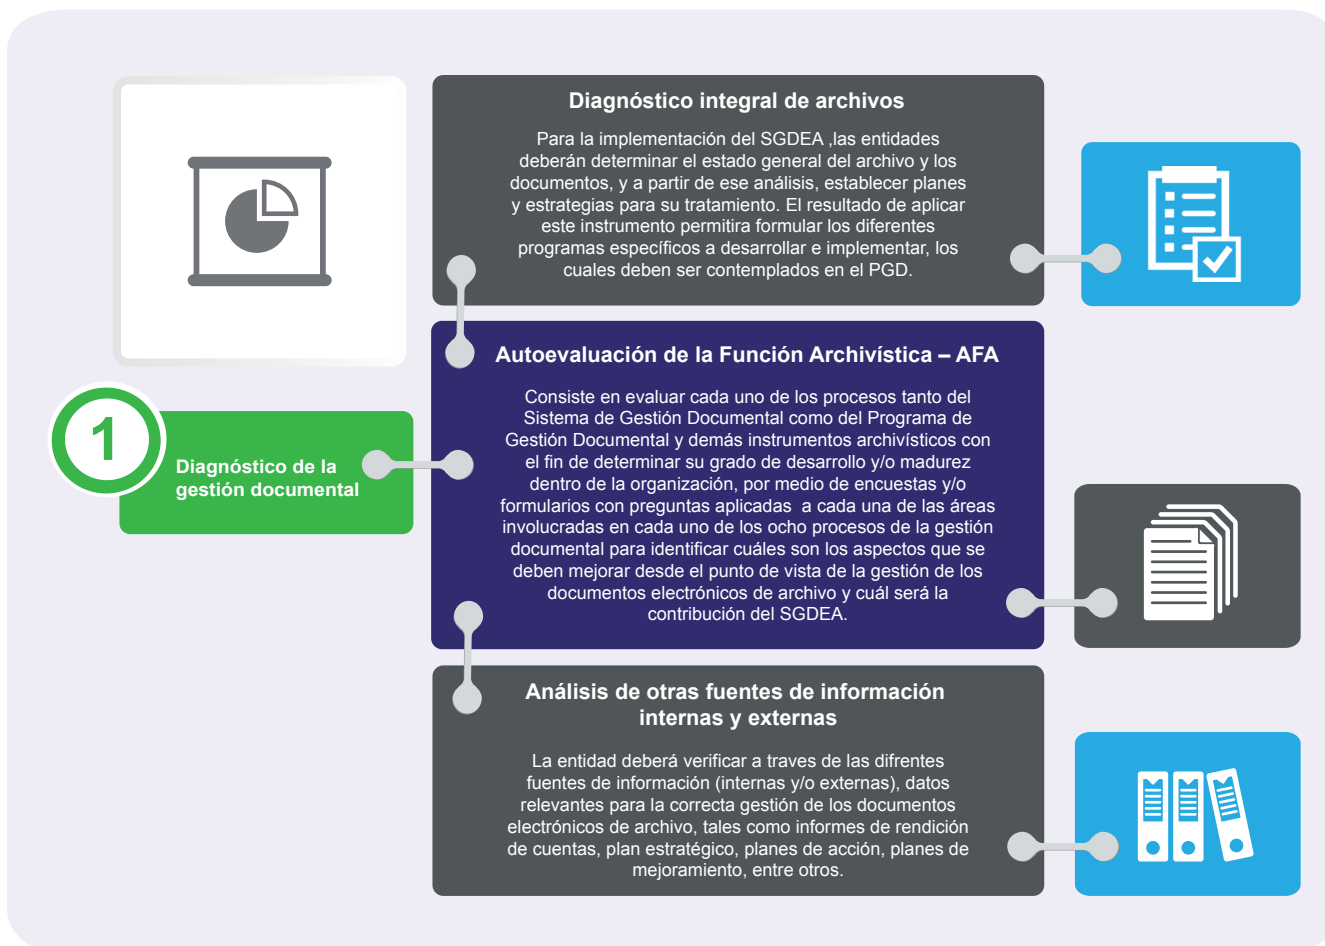 Diagnóstico integral de archivos
Para la implementación del SGDEA ,las entidades
deberán determinar el estado general del archivo y los
documentos, y a partir de ese análisis, establecer planes
y estrategias para su tratamiento. El resultado de aplicar
este instrumento permitira formular los diferentes
programas específicos a desarrollar e implementar, los
cuales deben ser contemplados en el PGD.
1
Diagnóstico de la
gestión documental
Autoevaluación de la Función Archivística – AFA
Consiste en evaluar cada uno de los procesos tanto del
Sistema de Gestión Documental como del Programa de
Gestión Documental y demás instrumentos archivísticos con
el fin de determinar su grado de desarrollo y/o madurez
dentro de la organización, por medio de encuestas y/o
formularios con preguntas aplicadas  a cada una de las áreas
involucradas en cada uno de los ocho procesos de la gestión
documental para identificar cuáles son los aspectos que se
deben mejorar desde el punto de vista de la gestión de los
documentos electrónicos de archivo y cuál será la
contribución del SGDEA.
Análisis de otras fuentes de información
internas y externas
La entidad deberá verificar a traves de las difrentes
fuentes de información (internas y/o externas), datos
relevantes para la correcta gestión de los documentos
electrónicos de archivo, tales como informes de rendición
de cuentas, plan estratégico, planes de acción, planes de
mejoramiento, entre otros.